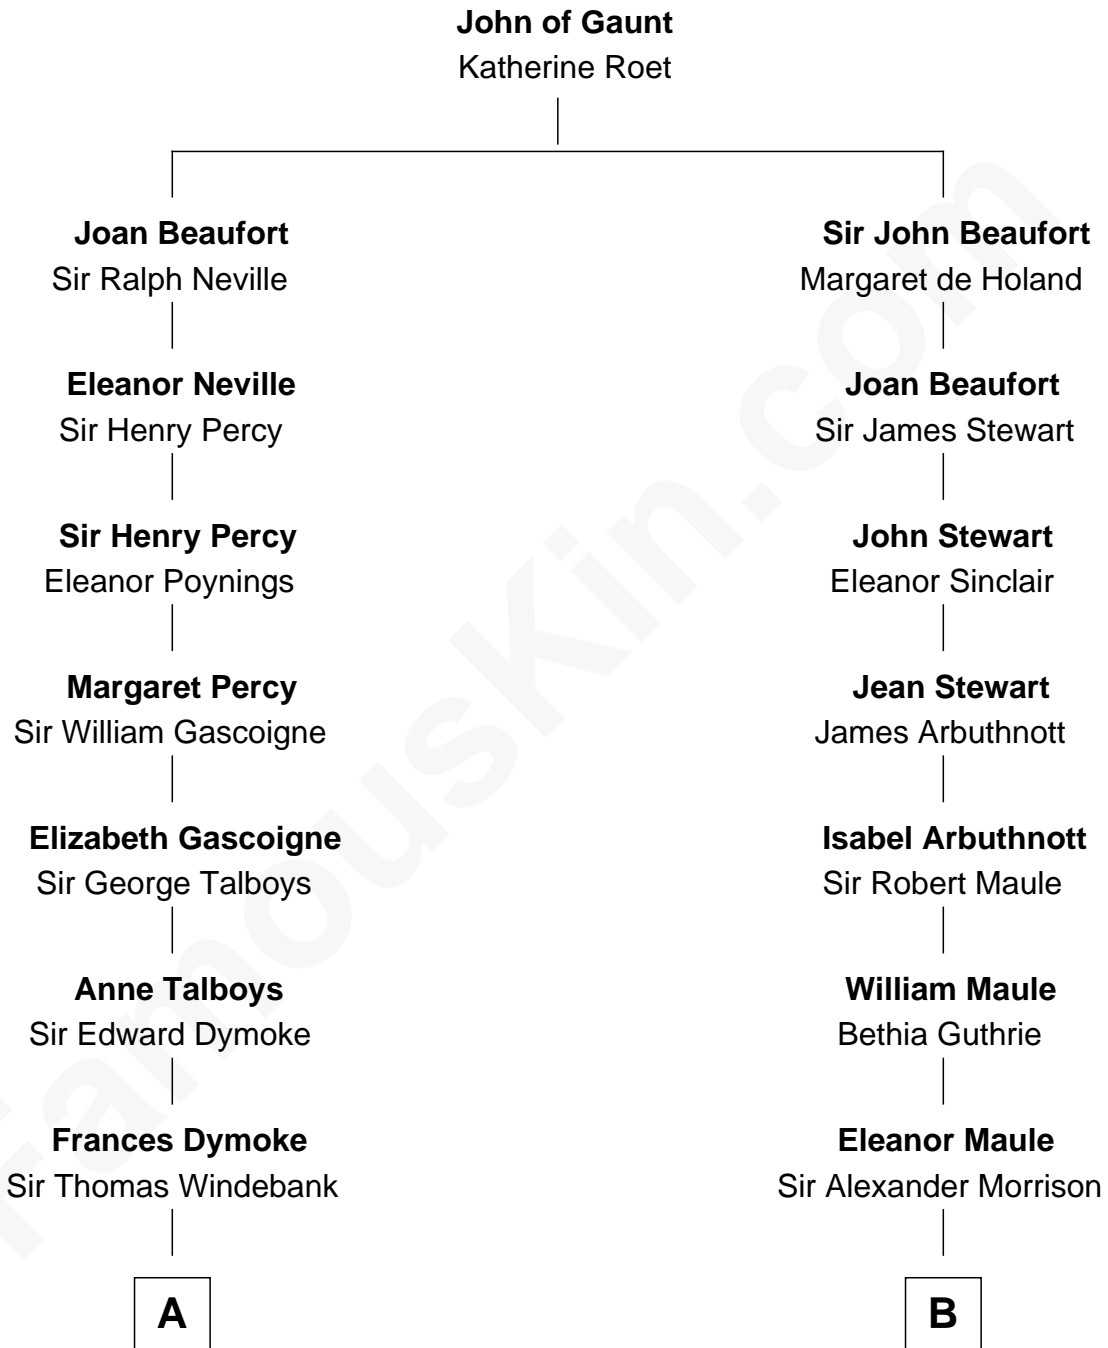 John of Gaunt
Katherine Roet
Joan Beaufort
Sir Ralph Neville
Sir John Beaufort
Margaret de Holand
Eleanor Neville
Sir Henry Percy
Joan Beaufort
Sir James Stewart
Sir Henry Percy
Eleanor Poynings
John Stewart
Eleanor Sinclair
Margaret Percy
Sir William Gascoigne
Jean Stewart
James Arbuthnott
Elizabeth Gascoigne
Sir George Talboys
Isabel Arbuthnott
Sir Robert Maule
Anne Talboys
Sir Edward Dymoke
William Maule
Bethia Guthrie
Frances Dymoke
Sir Thomas Windebank
Eleanor Maule
Sir Alexander Morrison
A
B
FamousKin.com